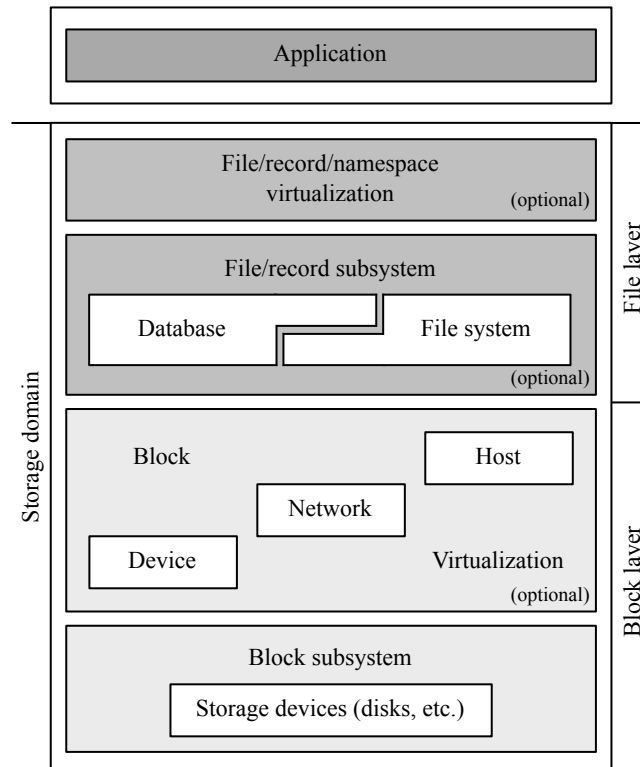 Application
File/record/namespace
virtualization
(optional)
File/record subsystem
Database
File system
(optional)
File layer
Storage domain
Block
Host
Network
Device
Virtualization
(optional)
Block layer
Block subsystem
Storage devices (disks, etc.)